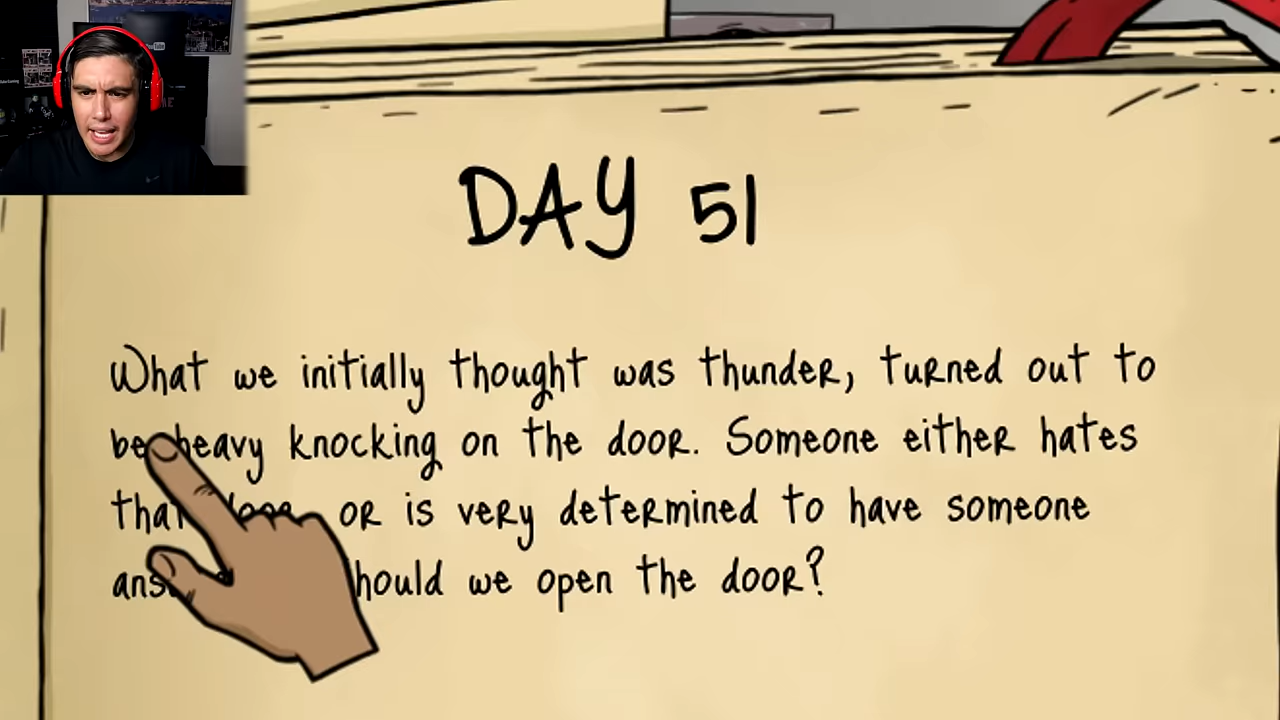 DAY 51
What we initially thought was thunder, turned out to
be heavy knocking on the door. Someone either hates
that or is very determined to have someone
should we open the door?